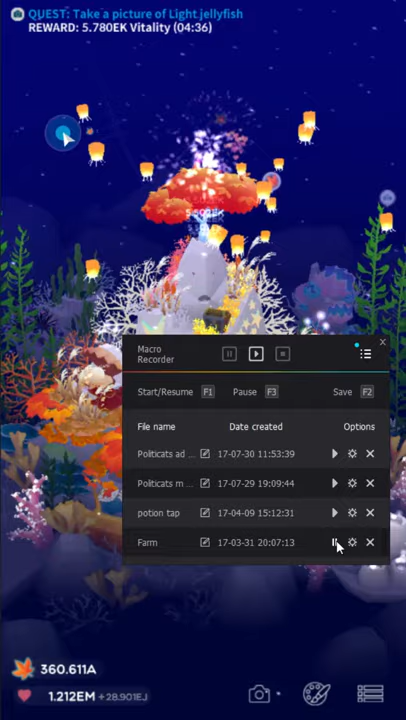 QUEST: Take a picture of Light jellyfish
REWARD: 5.780EK Vitality (04:36)
Macro Recorder
Start/Resume F1 Pause F3 Save F2
File name Date created Options
Politicats ad ... 17-07-30 11:53:39
Politicats m ... 17-07-29 19:09:44
potion tap 17-04-09 15:12:31
Farm 17-03-31 20:07:13
360.611A
1.212EM +28.901EJ